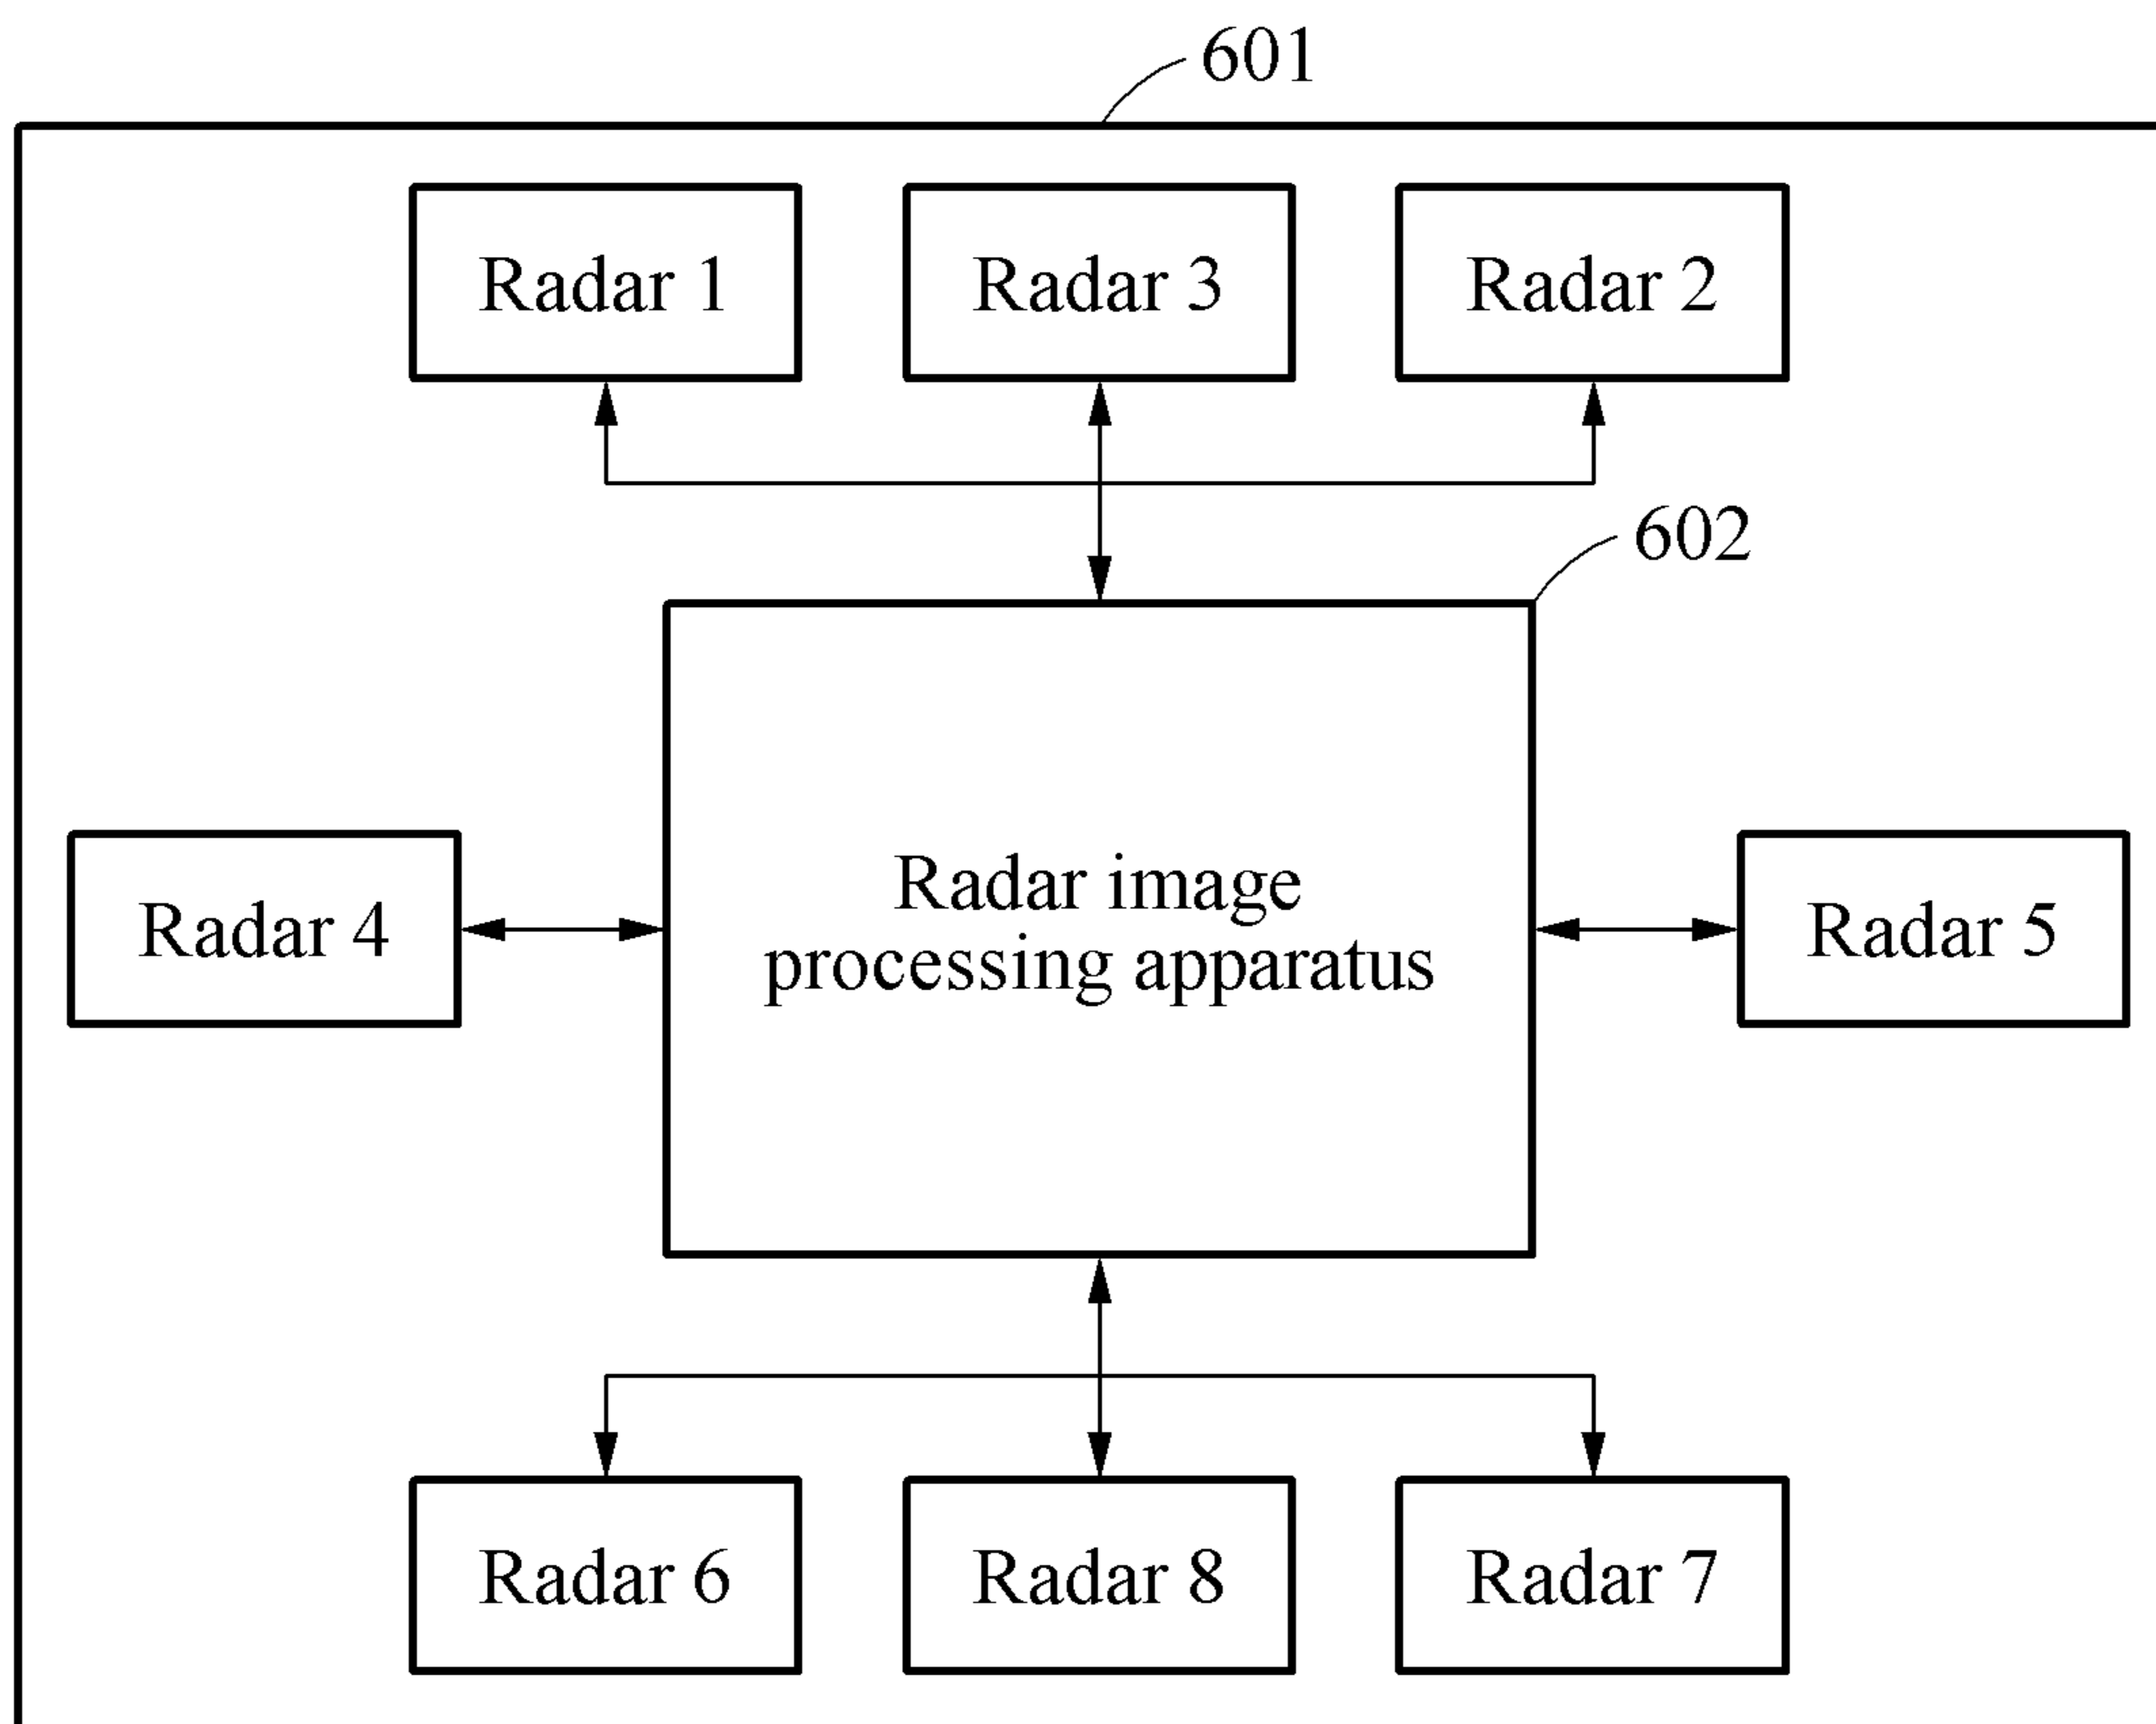 601
Radar 1
Radar 3
Radar 2
602
Radar 4
Radar image
processing apparatus
Radar 5
Radar 6
Radar 8
Radar 7